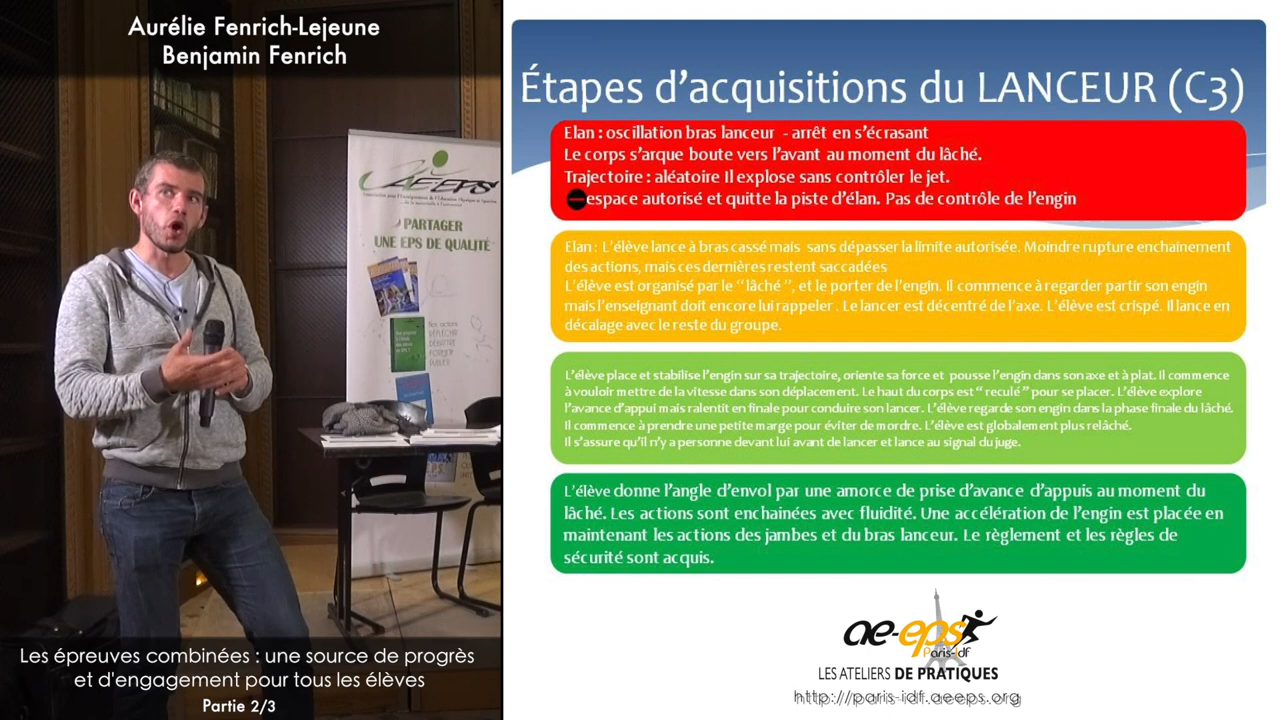 Aurélie Fenrich-Lejeune
Benjamin Fenrich
AEEPS
PARTAGER
UNE EPS DE QUALITÉ
Nos actions
RÉFLÉCHIR
DÉBATTRE
FORMER
PUBLIER
Les épreuves combinées : une source de progrès
et d'engagement pour tous les élèves
Partie 2/3
Étapes d’acquisitions du LANCEUR (C3)
Elan : oscillation bras lanceur - arrêt en s’écrasant
Le corps s’arque boute vers l’avant au moment du lâché.
Trajectoire : aléatoire Il explose sans contrôler le jet.
espace autorisé et quitte la piste d’élan. Pas de contrôle de l’engin
Elan : L’élève lance à bras cassé mais sans dépasser la limite autorisée. Moindre rupture enchainement
des actions, mais ces dernières restent saccadées
L’élève est organisé par le “lâché”, et le porter de l’engin. Il commence à regarder partir son engin
mais l’enseignant doit encore lui rappeler . Le lancer est décentré de l’axe. L’élève est crispé. Il lance en
décalage avec le reste du groupe.
L’élève place et stabilise l’engin sur sa trajectoire, oriente sa force et pousse l’engin dans son axe et à plat. Il commence
à vouloir mettre de la vitesse dans son déplacement. Le haut du corps est “ reculé ” pour se placer. L’élève explore
l’avance d’appui mais ralentit en finale pour conduire son lancer. L’élève regarde son engin dans la phase finale du lâché.
Il commence à prendre une petite marge pour éviter de mordre. L’élève est globalement plus relâché.
Il s’assure qu’il n’y a personne devant lui avant de lancer et lance au signal du juge.
L’élève donne l’angle d’envol par une amorce de prise d’avance d’appuis au moment du
lâché. Les actions sont enchainées avec fluidité. Une accélération de l’engin est placée en
maintenant les actions des jambes et du bras lanceur. Le règlement et les règles de
sécurité sont acquis.
ae-eps
Paris-Idf
LES ATELIERS DE PRATIQUES
http://paris-idf.aeeps.org